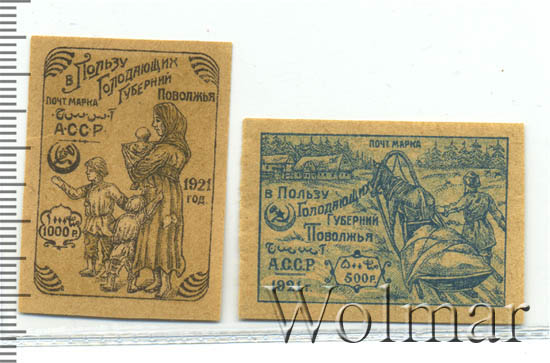 в Пользу
Голодающих
Губерний
Поволжья
ПОЧТ. МАРКА
А.С.С.Р.
1921
год.
1000 р.
ПОЧТ. МАРКА
в Пользу
Голодающих
Губерний
Поволжья
А.С.С.Р.
500 р.
1921 г.
Wolmar